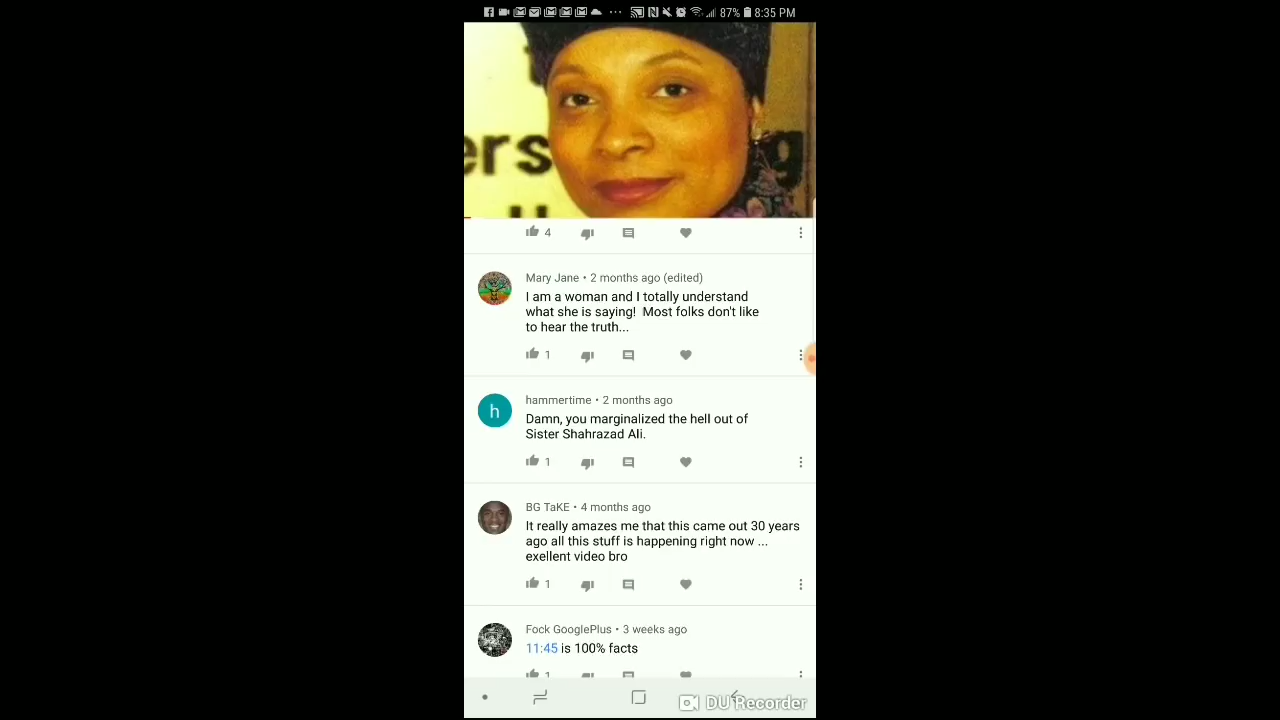 87% 8:35 PM
ers
g
4
Mary Jane • 2 months ago (edited)
I am a woman and I totally understand
what she is saying!  Most folks don't like
to hear the truth...
1
hammertime • 2 months ago
h
Damn, you marginalized the hell out of
Sister Shahrazad Ali.
1
BG TaKE • 4 months ago
It really amazes me that this came out 30 years
ago all this stuff is happening right now ...
exellent video bro
1
Fock GooglePlus • 3 weeks ago
11:45 is 100% facts
1
DU Recorder